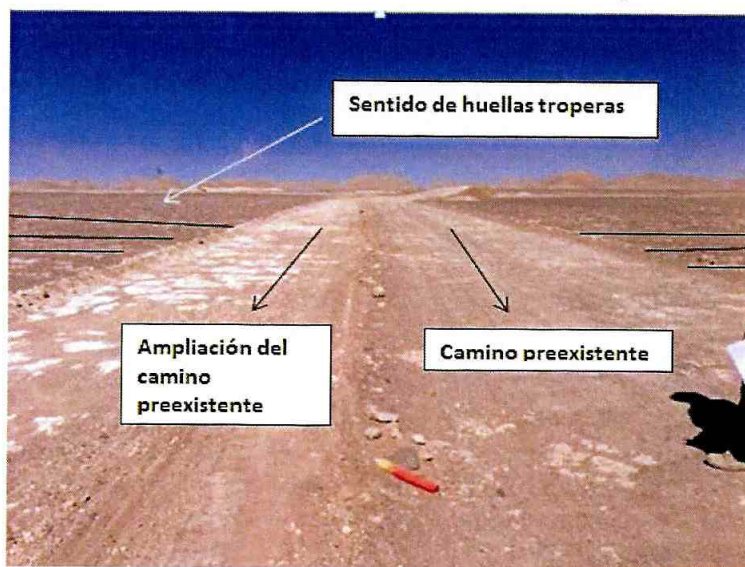 Sentido de huellas troperas
Ampliación del
camino
preexistente
Camino preexistente